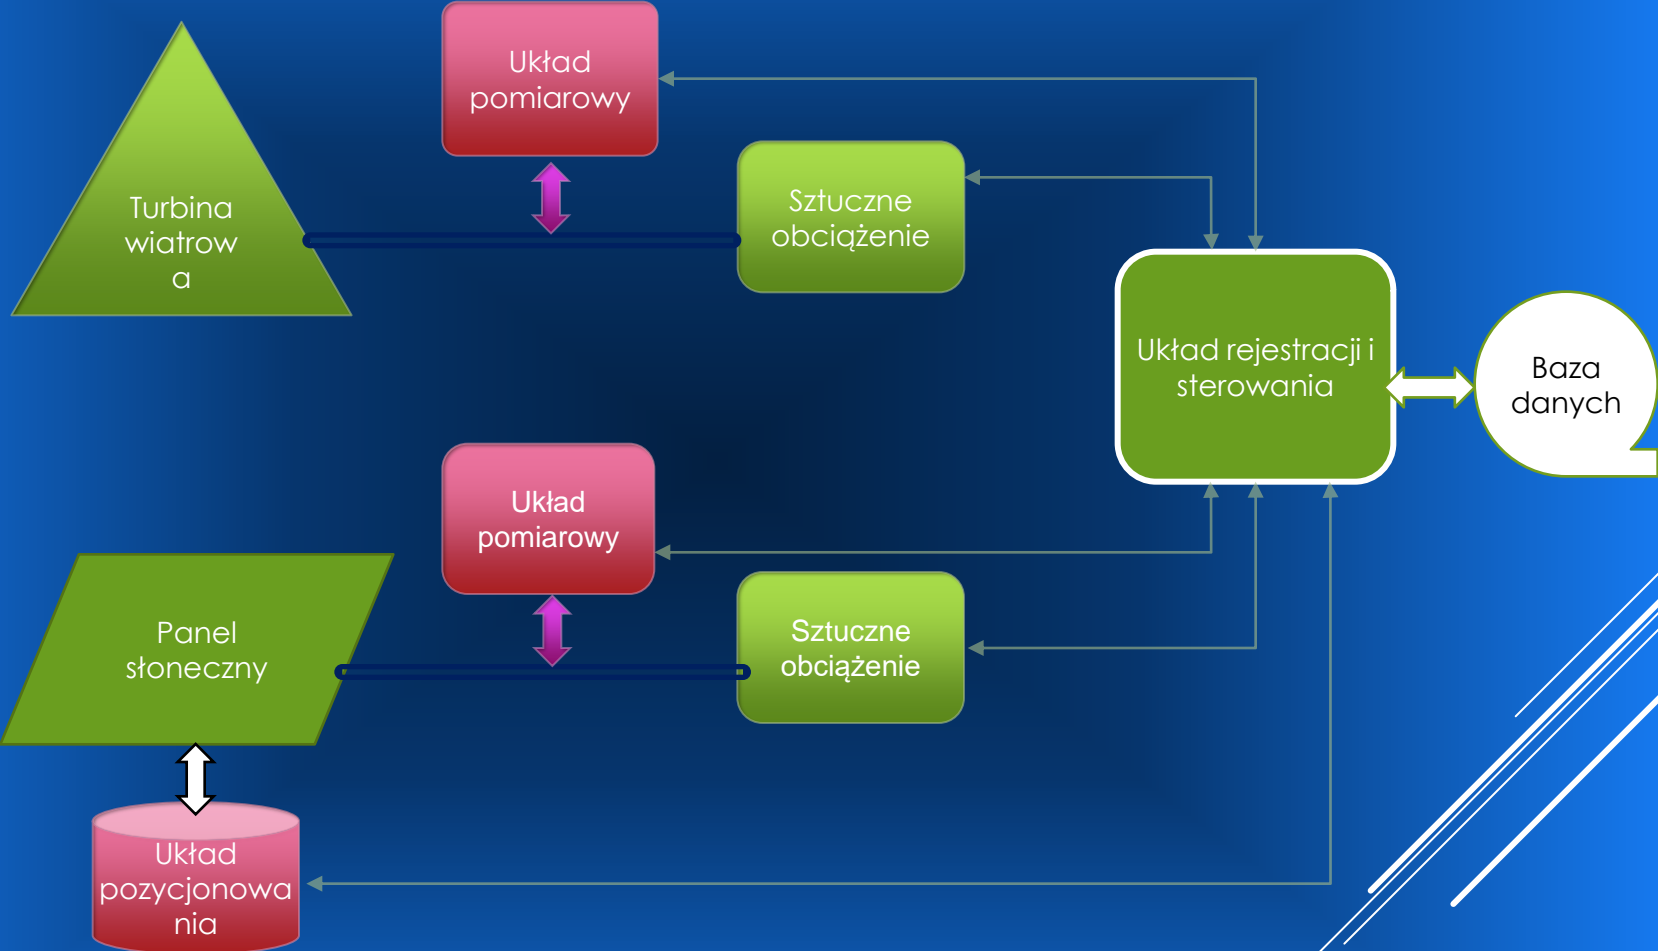 Układ
pomiarowy
Turbina
wiatrow
a
Sztuczne
obciążenie
Układ rejestracji i
sterowania
Baza
danych
Układ
pomiarowy
Panel
słoneczny
Sztuczne
obciążenie
Układ
pozycjonowa
nia